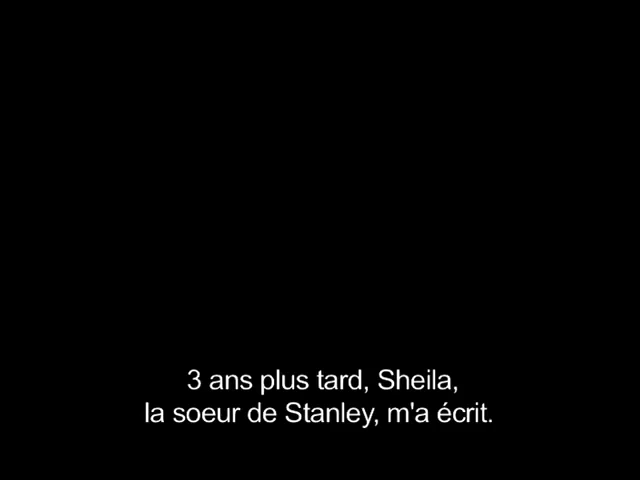 3 ans plus tard, Sheila,
la soeur de Stanley, m'a écrit.